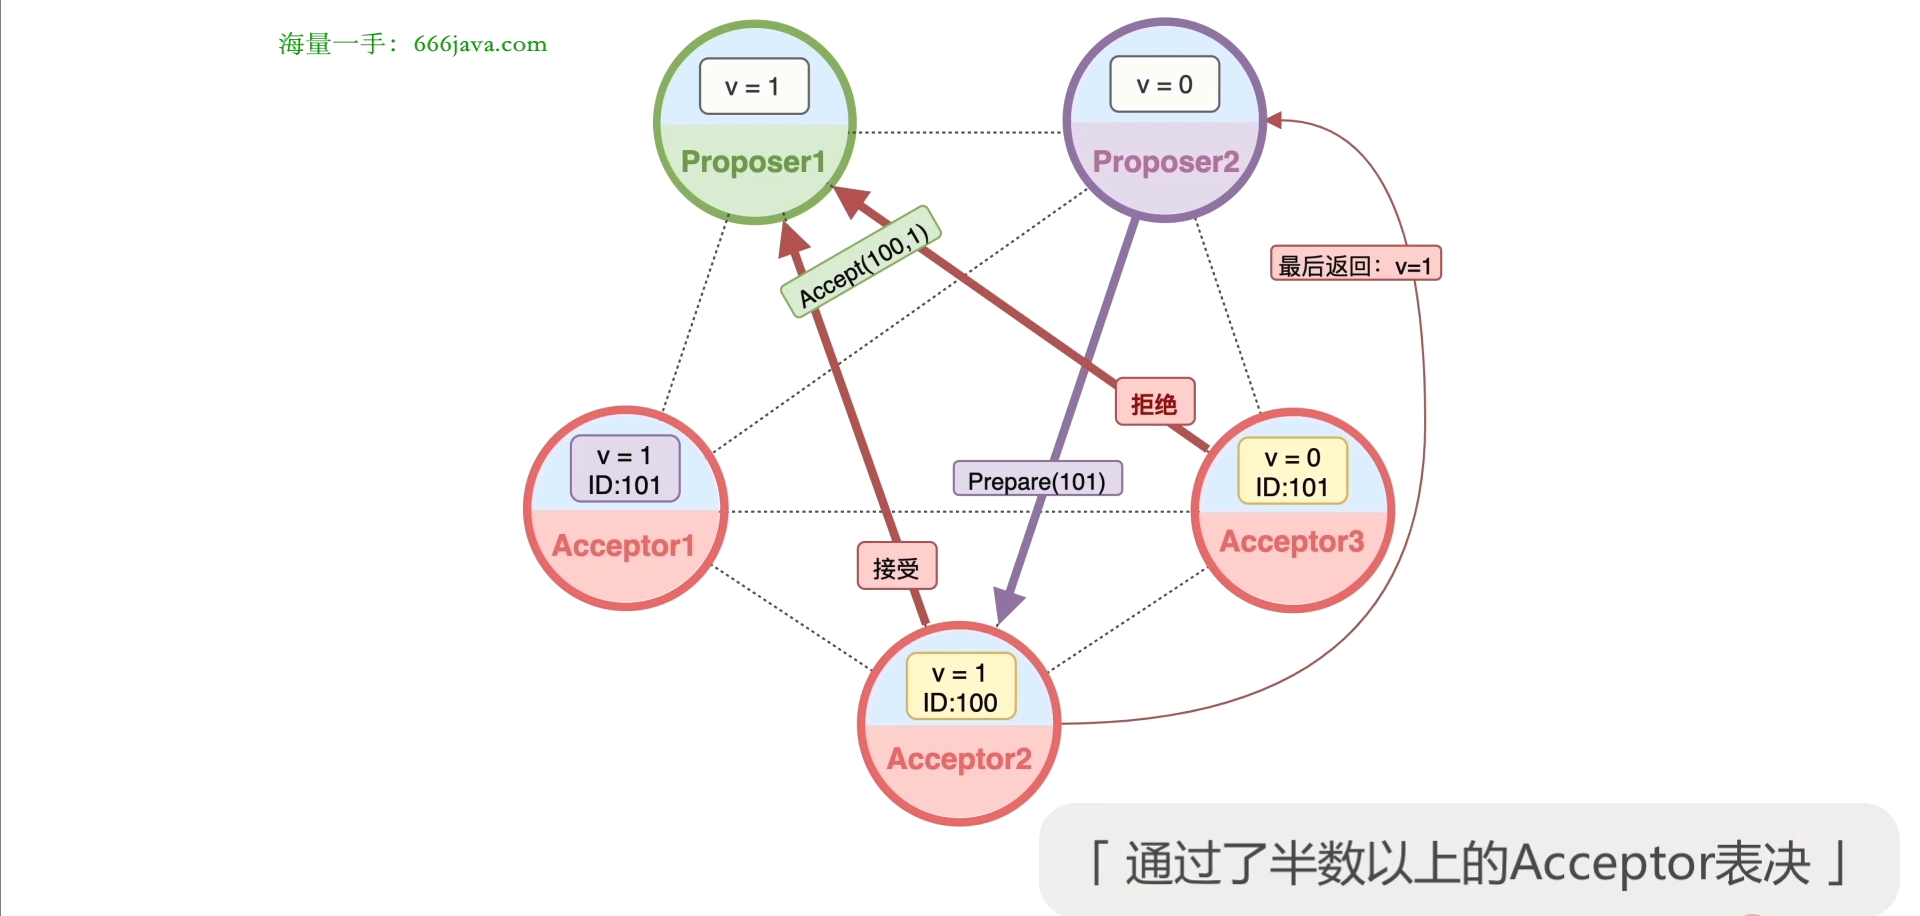 海量一手：666java.com
v = 1
Proposer1
v = 0
Proposer2
Accept(100,1)
最后返回：v=1
拒绝
v = 1
ID:101
Acceptor1
Prepare(101)
v = 0
ID:101
Acceptor3
接受
v = 1
ID:100
Acceptor2
「 通过了半数以上的Acceptor表决 」